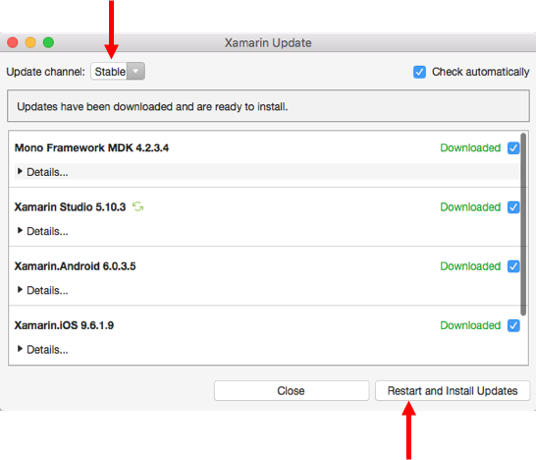 Xamarin Update
Update channel: Stable Check automatically
Updates have been downloaded and are ready to install.
Mono Framework MDK 4.2.3.4 Downloaded
Details...
Xamarin Studio 5.10.3 Downloaded
Details...
Xamarin.Android 6.0.3.5 Downloaded
Details...
Xamarin.iOS 9.6.1.9 Downloaded
Details...
Close Restart and Install Updates